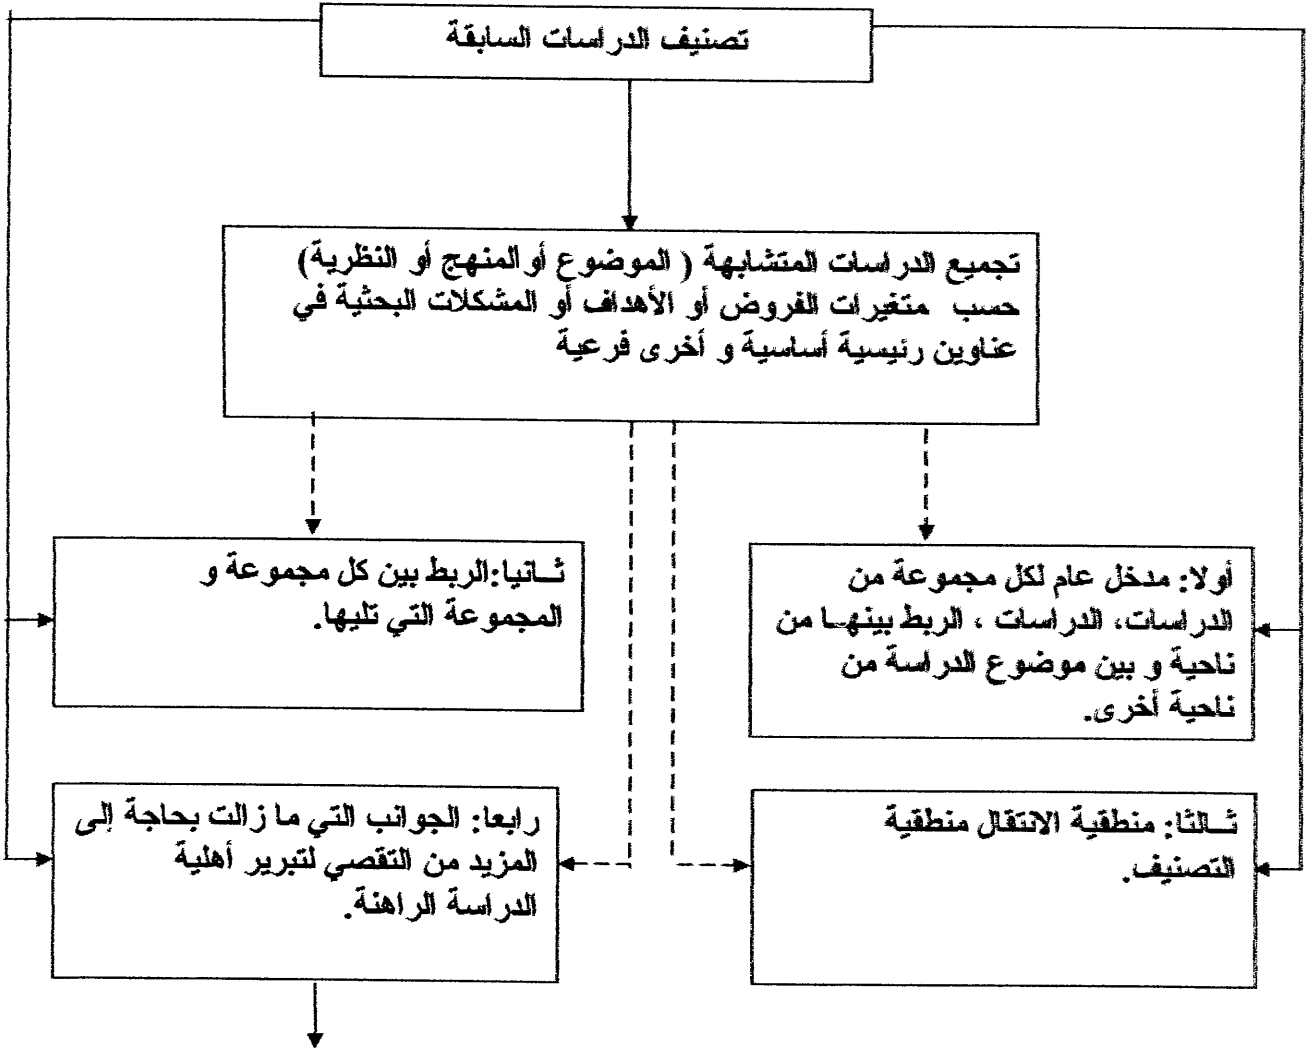 تصنيف الدراسات السابقة
تجميع الدراسات المتشابهة ( الموضوع أو المنهج أو النظرية)
حسب متغيرات الفروض أو الأهداف أو المشكلات البحثية في
عناوين رئيسية أساسية و أخرى فرعية
أولا: مدخل عام لكل مجموعة من
الدراسات، الدراسات ، الربط بينهـا من
ناحية و بين موضوع الدراسة من
ناحية أخرى.
ثـانيا:الربط بين كل مجموعة و
المجموعة التي تليها.
ثـالثا: منطقية الانتقال منطقية
التصنيف.
رابعا: الجوانب التي ما زالت بحاجة إلى
المزيد من التقصي لتبرير أهلية
الدراسة الراهنة.